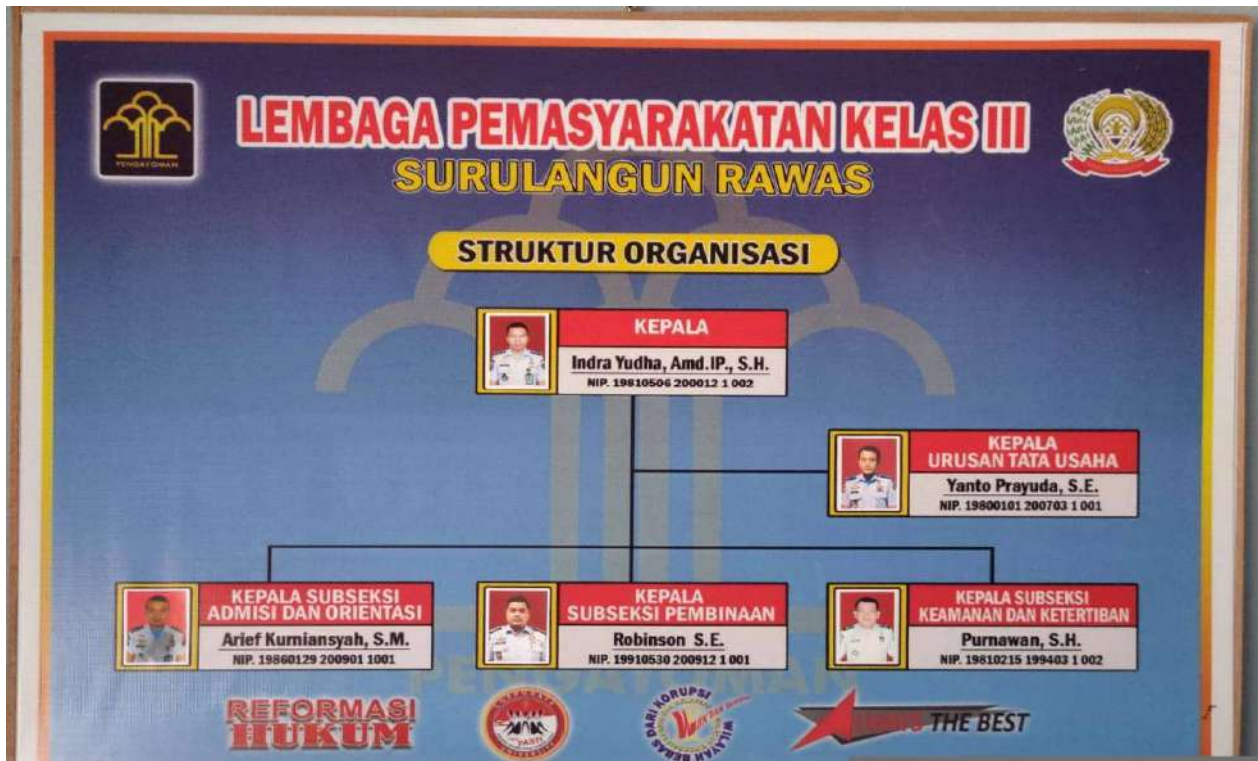 PENGAYOMAN
LEMBAGA PEMASYARAKATAN KELAS III
SURULANGUN RAWAS
STRUKTUR ORGANISASI
KEPALA
Indra Yudha, Amd.IP., S.H.
NIP. 19810506 200012 1 002
KEPALA
URUSAN TATA USAHA
Yanto Prayuda, S.E.
NIP. 19800101 200703 1 001
KEPALA SUBSEKSI
ADMISI DAN ORIENTASI
Arief Kurniansyah, S.M.
NIP. 19860129 200901 1001
KEPALA
SUBSEKSI PEMBINAAN
Robinson S.E.
NIP. 19910530 200912 1 001
KEPALA SUBSEKSI
KEAMANAN DAN KETERTIBAN
Purnawan, S.H.
NIP. 19810215 199403 1 002
PENGAYOMAN
REFORMASI
HUKUM
WILAYAH BEBAS DARI KORUPSI
THE BEST